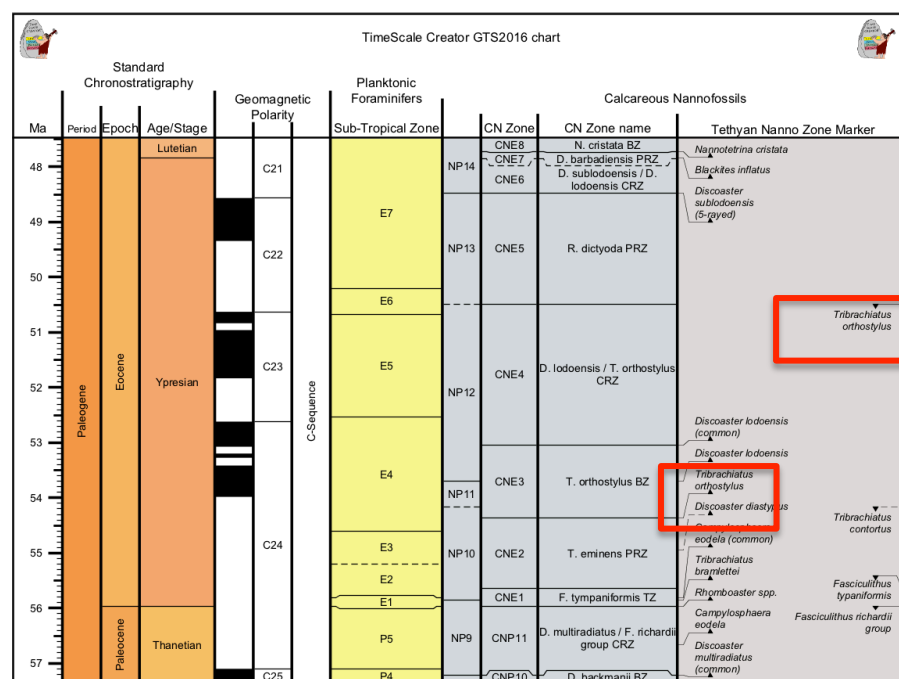 TimeScale Creator GTS2016 chart
Standard
Chronostratigraphy
Geomagnetic
Polarity
Planktonic
Foraminifers
Calcareous Nannofossils
Ma
Period
Epoch
Age/Stage
Sub-Tropical Zone
CN Zone
CN Zone name
Tethyan Nanno Zone Marker
48
49
50
51
52
53
54
55
56
57
Paleogene
Eocene
Paleocene
Lutetian
Ypresian
Thanetian
C21
C22
C23
C24
C25
C-Sequence
E7
E6
E5
E4
E3
E2
E1
P5
P4
NP14
NP13
NP12
NP11
NP10
NP9
CNE8
CNE7
CNE6
CNE5
CNE4
CNE3
CNE2
CNE1
CNP11
CNP10
N. cristata BZ
D. barbadiensis PRZ
D. sublodoensis / D.
lodoensis CRZ
R. dictyoda PRZ
D. lodoensis / T. orthostylus
CRZ
T. orthostylus BZ
T. eminens PRZ
F. tympaniformis TZ
D. multiradiatus / F. richardii
group CRZ
D. backmanii BZ
Nannotetrina cristata
Blackites inflatus
Discoaster
sublodoensis
(5-rayed)
Tribrachiatus
orthostylus
Discoaster lodoensis
(common)
Discoaster lodoensis
Tribrachiatus
orthostylus
Discoaster diastypus
Campylosphaera
eodela (common)
Tribrachiatus
contortus
Tribrachiatus
bramlettei
Rhomboaster spp.
Fasciculithus
typaniformis
Campylosphaera
eodela
Fasciculithus richardii
group
Discoaster
multiradiatus
(common)